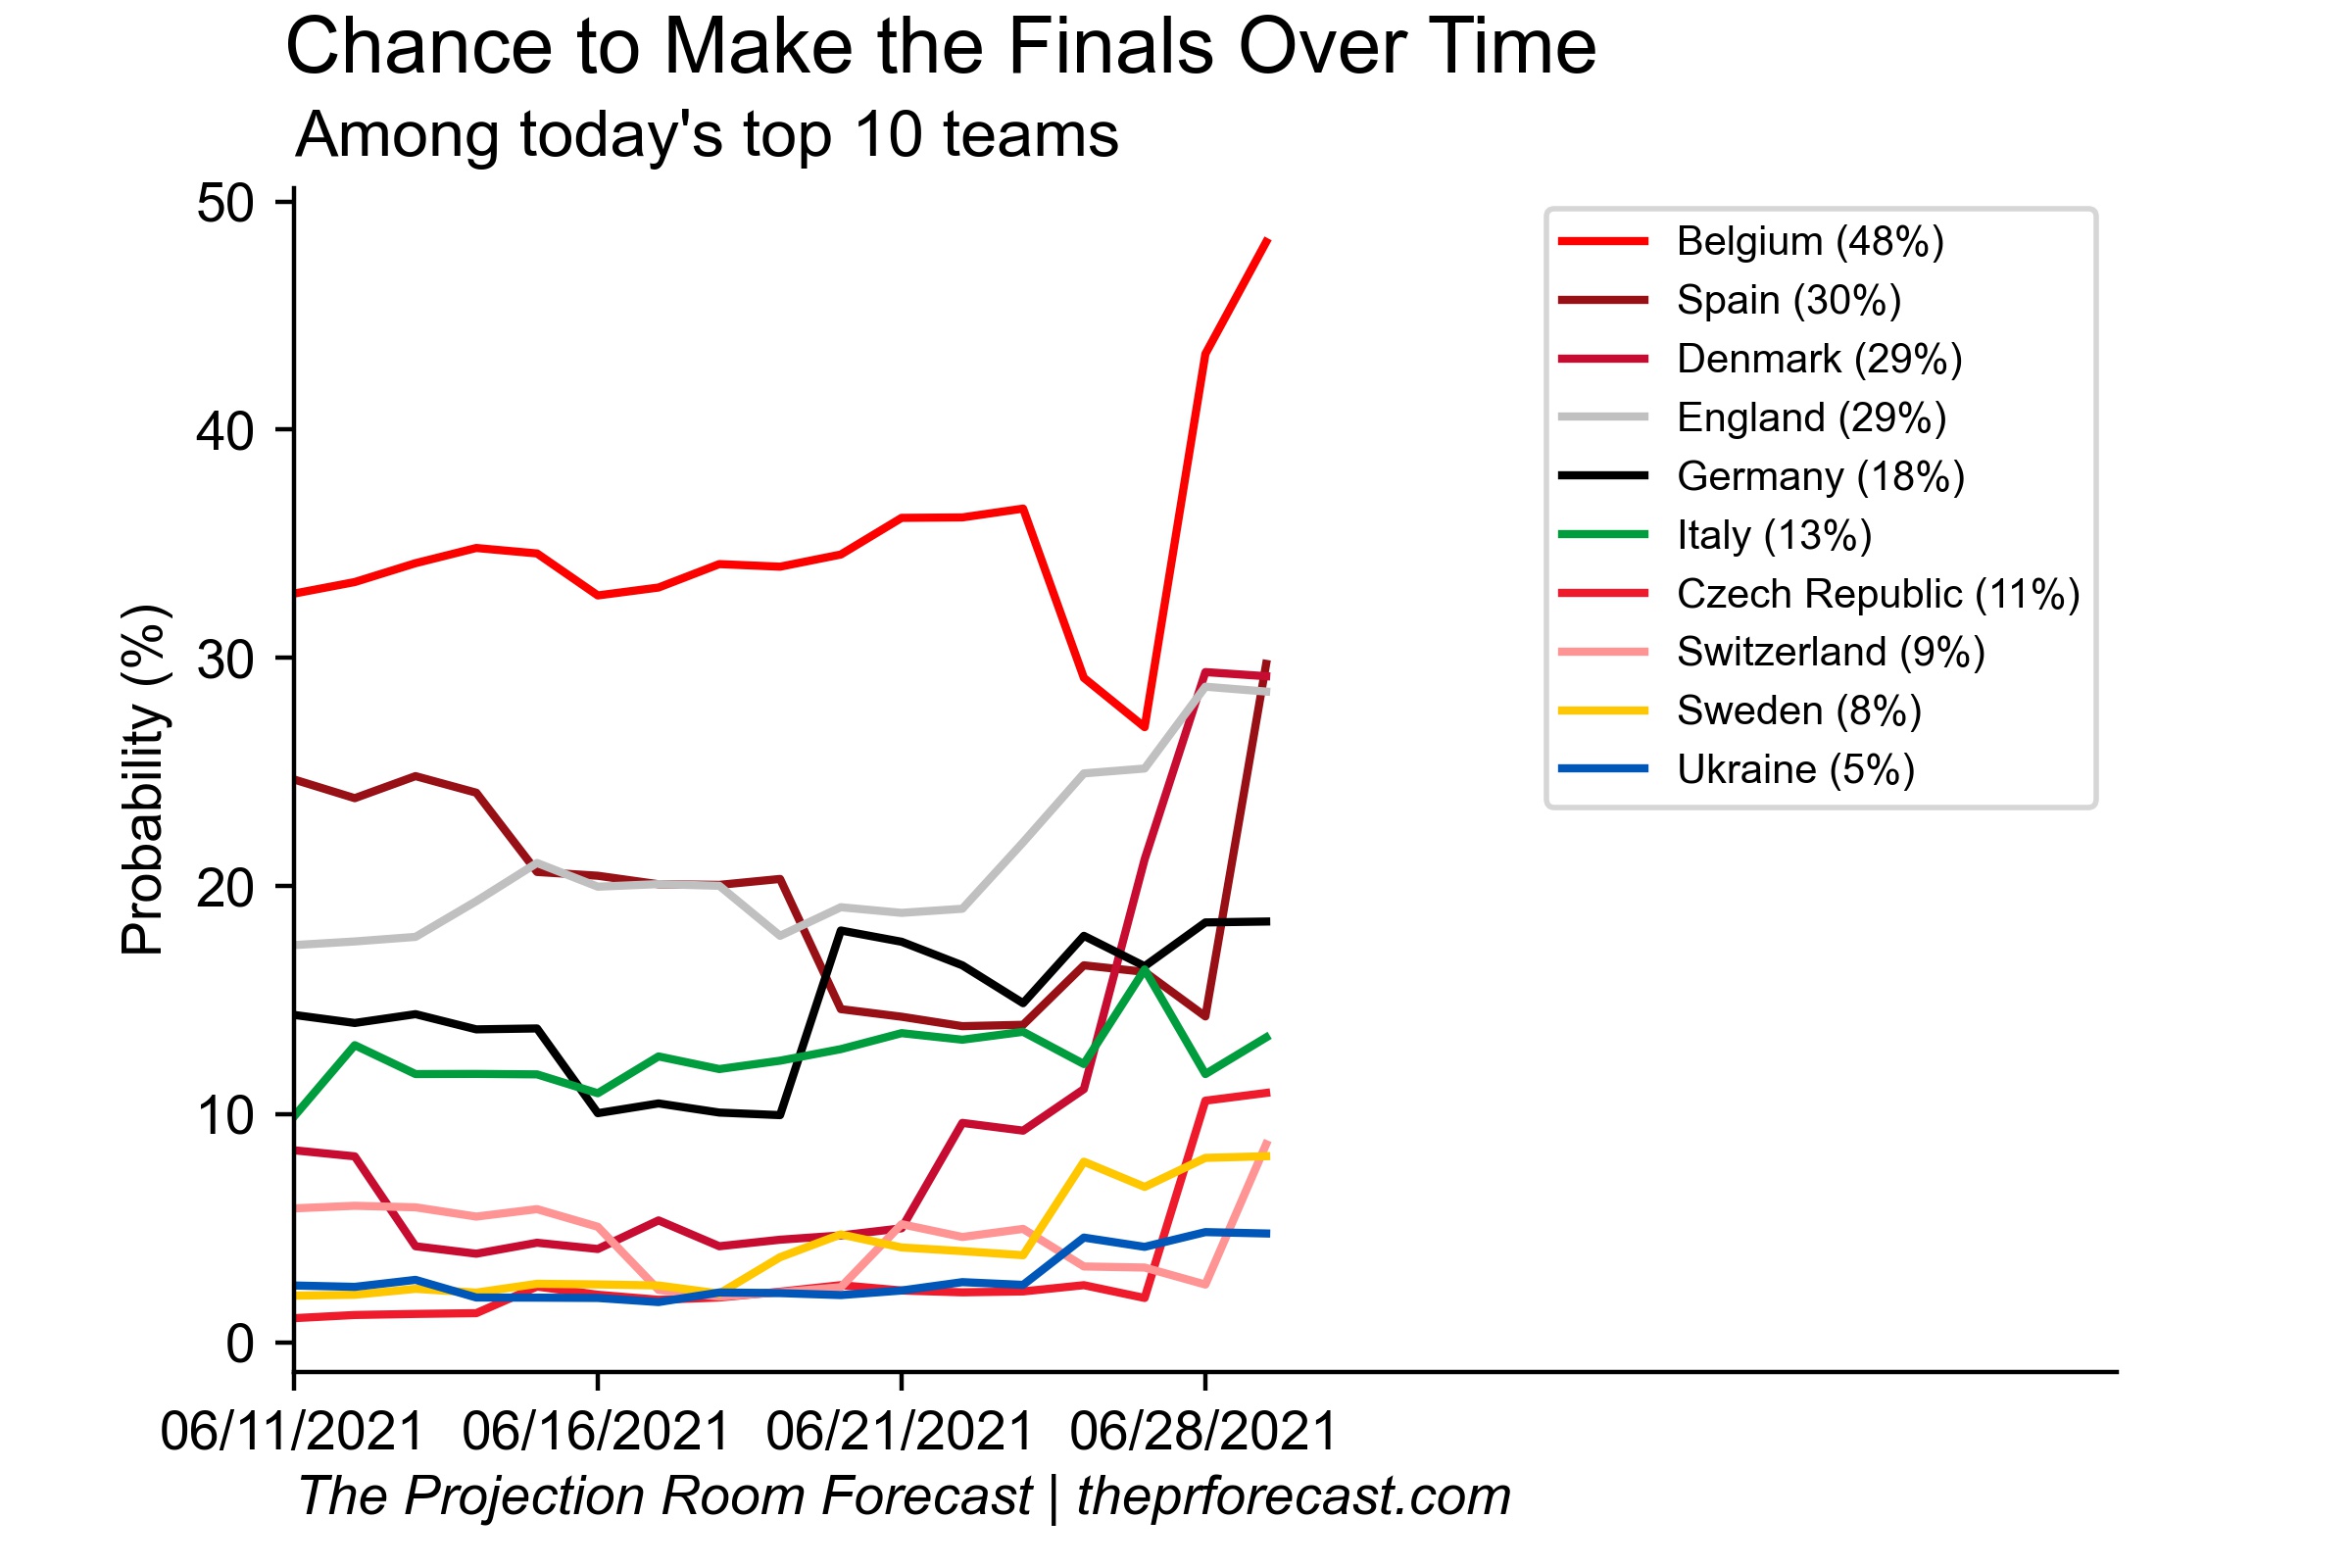 Chance to Make the Finals Over Time
Among today's top 10 teams
Probability (%)
50
40
30
20
10
0
06/11/2021 06/16/2021 06/21/2021 06/28/2021
Belgium (48%)
Spain (30%)
Denmark (29%)
England (29%)
Germany (18%)
Italy (13%)
Czech Republic (11%)
Switzerland (9%)
Sweden (8%)
Ukraine (5%)
The Projection Room Forecast | theprforecast.com